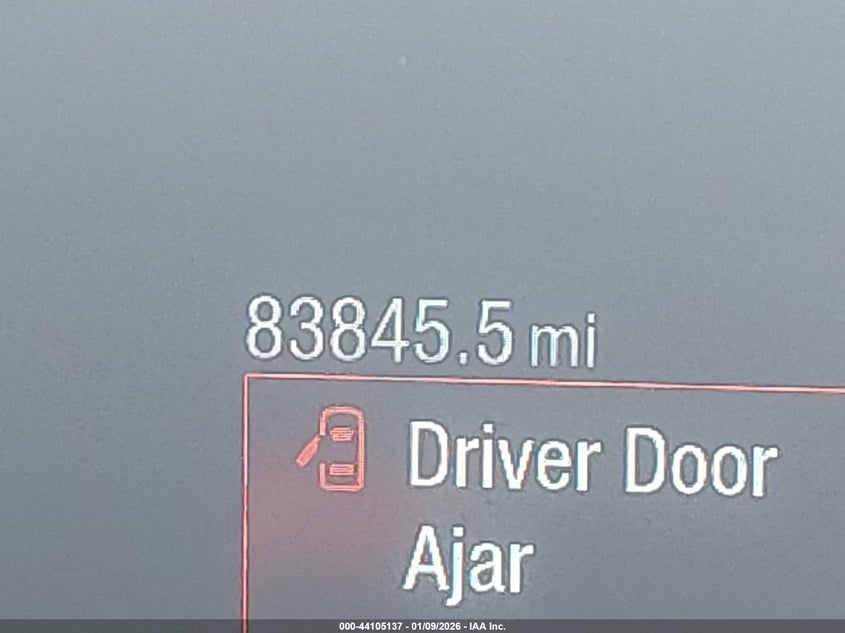 83845.5 mi
Driver Door
Ajar
000-44105137 - 01/09/2026 - IAA Inc.